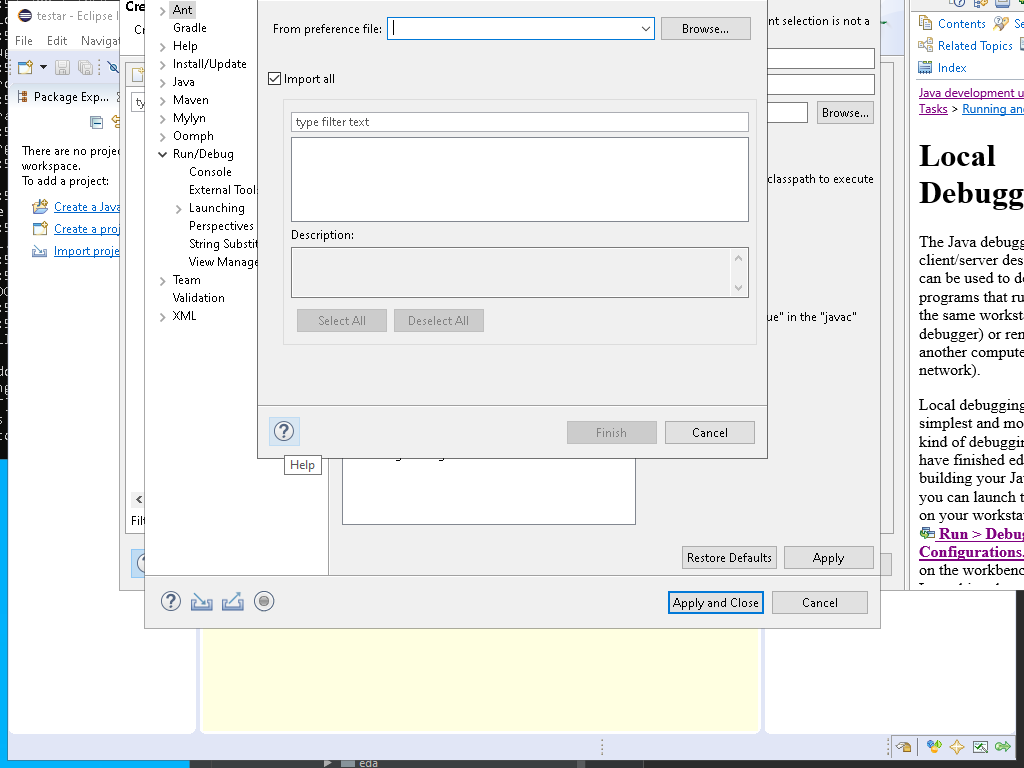 testar - Eclipse I
File Edit Navigat
Package Exp...
There are no projec
workspace.
To add a project:
Create a Java
Create a proj
Import proje
Cre
Cr
ty
Filt
Ant
Gradle
Help
Install/Update
Java
Maven
Mylyn
Oomph
Run/Debug
Console
External Tools
Launching
Perspectives
String Substit
View Manage
Team
Validation
XML
From preference file:
Browse...
Import all
type filter text
Description:
Select All
Deselect All
Finish
Cancel
Help
nt selection is not a
Browse...
classpath to execute
ue" in the "javac"
Restore Defaults
Apply
Apply and Close
Cancel
Contents
Se
Related Topics
Index
Java development u
Tasks > Running and
Local
Debugg
The Java debugg
client/server des
can be used to de
programs that ru
the same worksta
debugger) or rem
another compute
network).
Local debugging
simplest and mo
kind of debuggin
have finished ed
building your Jav
you can launch t
on your workstat
Run > Debug
Configurations.
on the workbenc
eda